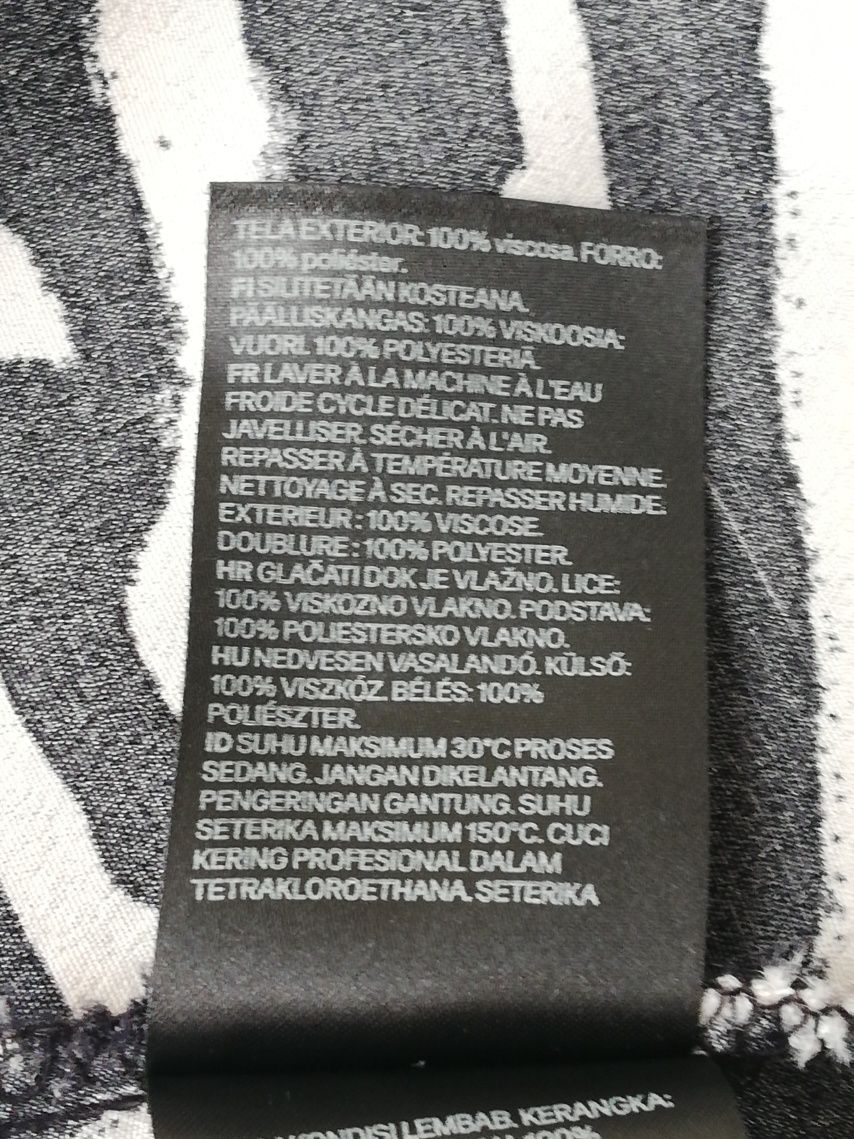 TELA EXTERIOR: 100% viscosa. FORRO:
100% poliéster.
FI SILITETÄÄN KOSTEANA.
PÄÄLLISKANGAS: 100% VISKOOSIA:
VUORI. 100% POLYESTERIÄ.
FR LAVER À LA MACHINE À L'EAU
FROIDE CYCLE DÉLICAT. NE PAS
JAVELLISER. SÉCHER À L'AIR.
REPASSER À TEMPÉRATURE MOYENNE.
NETTOYAGE À SEC. REPASSER HUMIDE.
EXTERIEUR : 100% VISCOSE.
DOUBLURE : 100% POLYESTER.
HR GLAČATI DOK JE VLAŽNO. LICE:
100% VISKOZNO VLAKNO. PODSTAVA:
100% POLIESTERSKO VLAKNO.
HU NEDVESEN VASALANDÓ. KÜLSŐ:
100% VISZKÓZ. BÉLÉS: 100%
POLIÉSZTER.
ID SUHU MAKSIMUM 30°C PROSES
SEDANG. JANGAN DIKELANTANG.
PENGERINGAN GANTUNG. SUHU
SETERIKA MAKSIMUM 150°C. CUCI
KERING PROFESIONAL DALAM
TETRAKLOROETHANA. SETERIKA
LEMBAB. KERANGKA:
100%